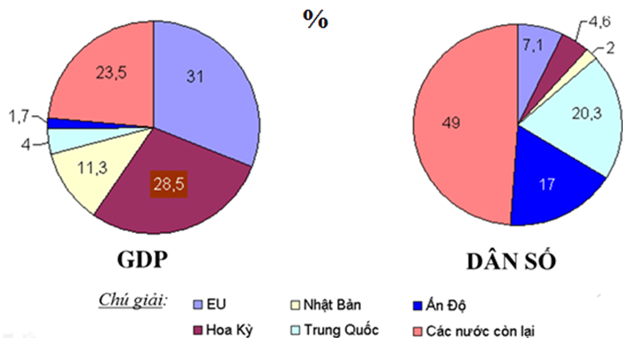 %
23,5
31
1,7
4
11,3
28,5
GDP
7,1
4,6
2
20,3
49
17
DÂN SỐ
Chú giải:
EU
Nhật Bản
Ấn Độ
Hoa Kỳ
Trung Quốc
Các nước còn lại